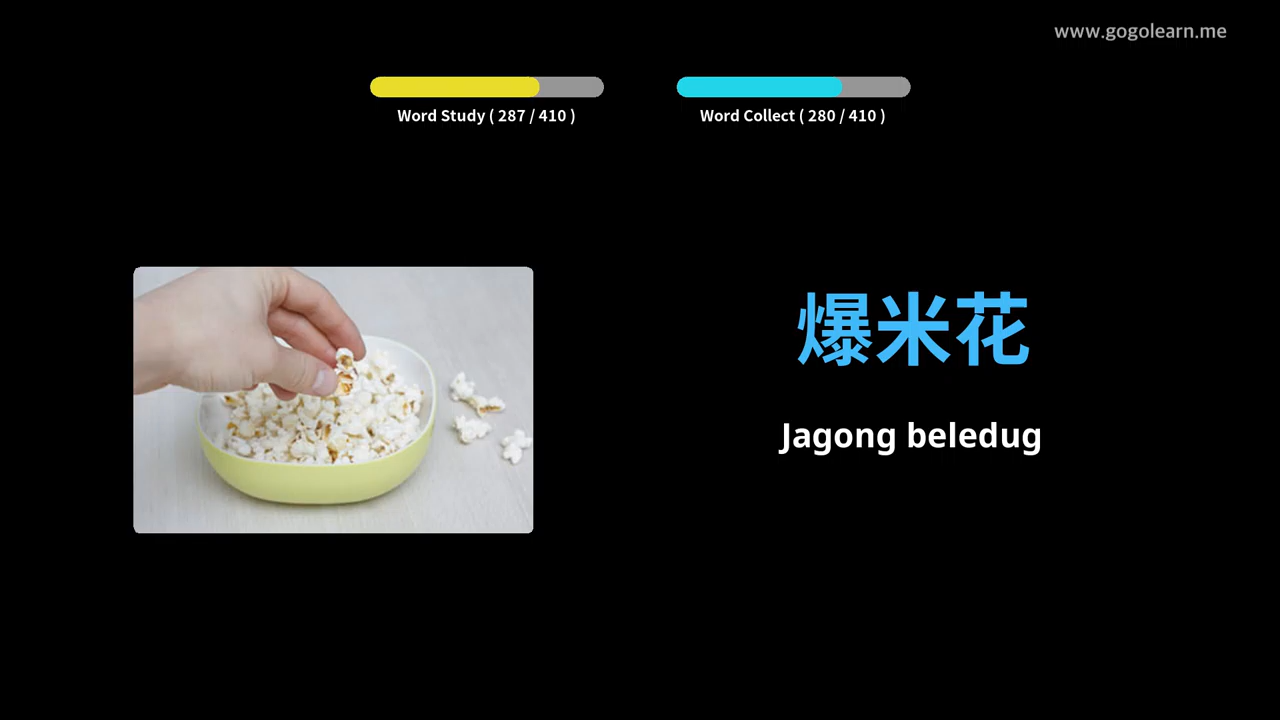 www.gogolearn.me
Word Study ( 287 / 410 )
Word Collect ( 280 / 410 )
爆米花
Jagong beledug